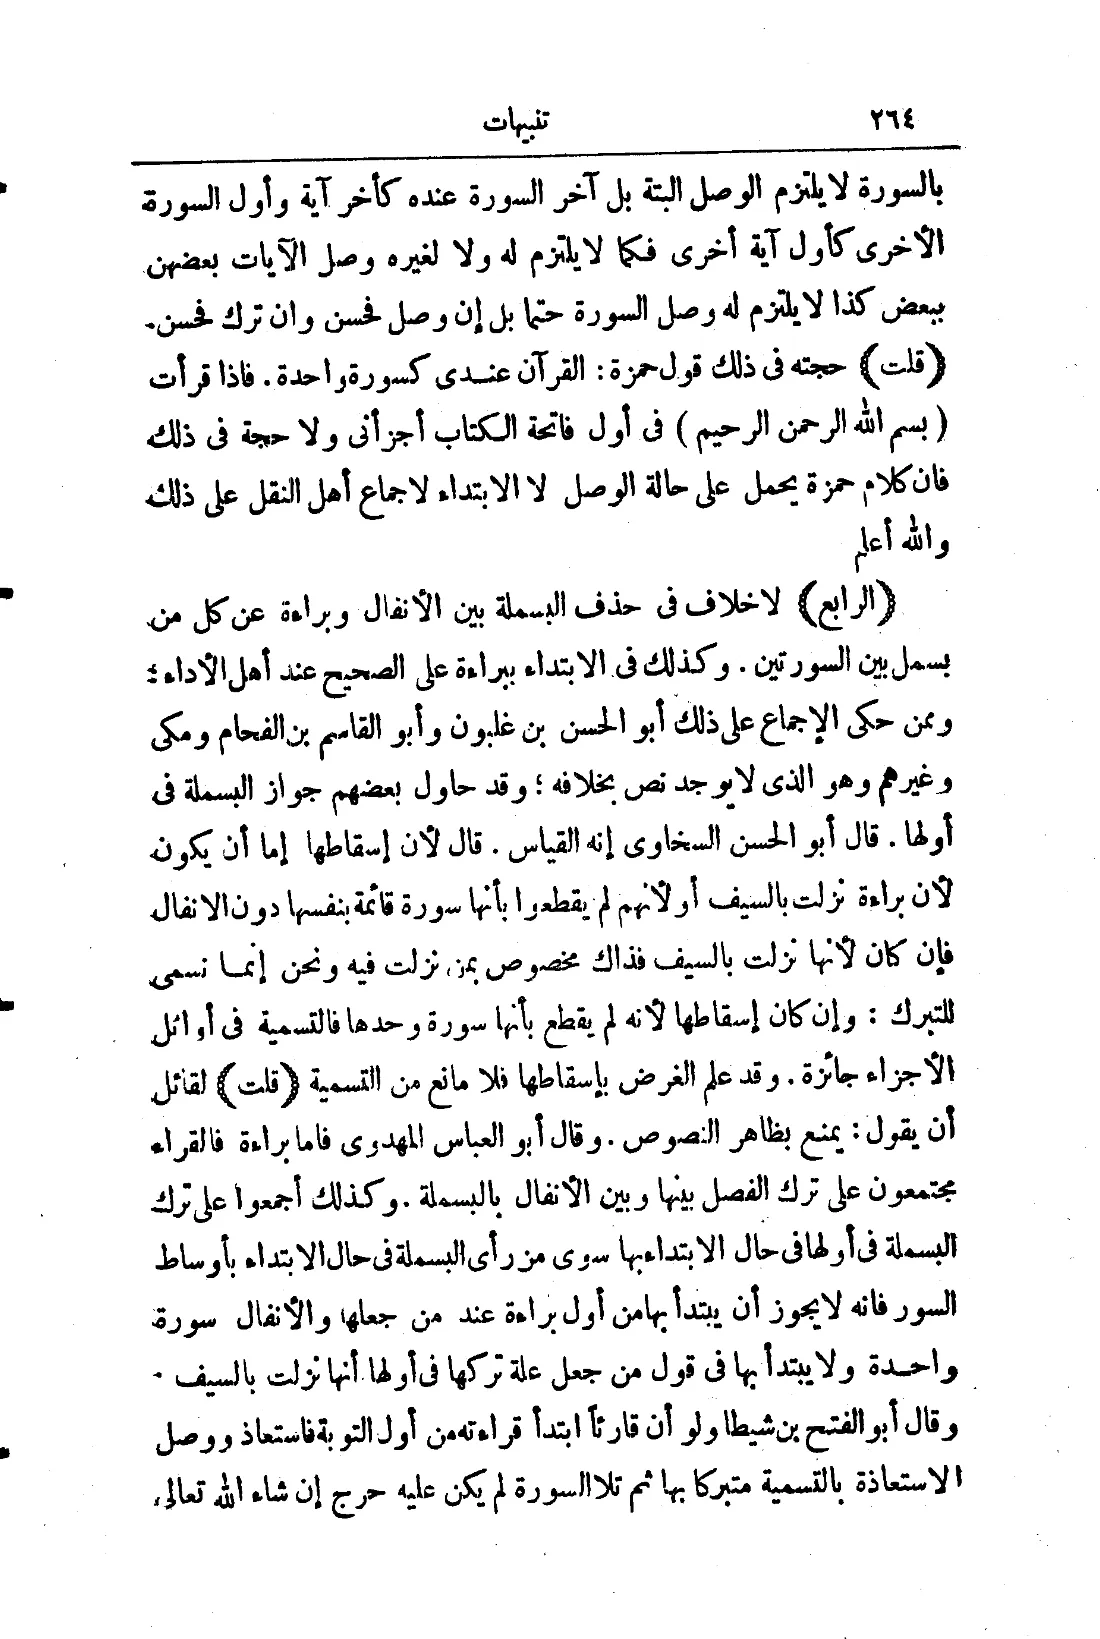 ٢٦٤ تنبيهات
بالسورة لا يلتزم الوصل البتة بل آخر السورة عنده كآخر آية وأول السورة
الأخرى كأول آية أخرى فكما لا يلتزم له ولا لغيره وصل الآيات بعضهن
ببعض كذا لا يلتزم له وصل السورة حتما بل إن وصل فحسن وان ترك فحسن.
(قلت) حجته فى ذلك قول حمزة: القرآن عندى كسورة واحدة. فاذا قرأت
( بسم الله الرحمن الرحيم ) فى أول فاتحة الكتاب أجزأنى ولا حجة فى ذلك
فان كلام حمزة يحمل على حالة الوصل لا الابتداء لاجماع أهل النقل على ذلك
والله أعلم
(الرابع) لا خلاف فى حذف البسملة بين الأنفال وبراءة عن كل من
بسمل بين السورتين. وكذلك فى الابتداء ببراءة على الصحيح عند أهل الأداء؛
وممن حكى الإجماع على ذلك أبو الحسن بن غلبون وأبو القاسم بن الفحام ومكى
وغيرهم وهو الذى لا يوجد نص بخلافه؛ وقد حاول بعضهم جواز البسملة فى
أولها. قال أبو الحسن السخاوى إنه القياس. قال لأن إسقاطها إما أن يكون
لأن براءة نزلت بالسيف أو لأنهم لم يقطعوا بأنها سورة قائمة بنفسها دون الانفال
فإن كان لأنها نزلت بالسيف فذاك مخصوص بمن نزلت فيه ونحن إنما نسمى
للتبرك : وإن كان إسقاطها لأنه لم يقطع بأنها سورة وحدها فالتسمية فى أوائل
الأجزاء جائزة. وقد علم الغرض بإسقاطها فلا مانع من التسمية (قلت) لقائل
أن يقول: يمنع بظاهر النصوص. وقال أبو العباس المهدوى فاما براءة فالقراء
مجتمعون على ترك الفصل بينها وبين الأنفال بالبسملة. وكذلك أجمعوا على ترك
البسملة فى أولها فى حال الابتداء بها سوى من رأى البسملة فى حال الابتداء بأوساط
السور فانه لا يجوز أن يبتدأ بها من أول براءة عند من جعلها والأنفال سورة
واحدة ولا يبتدأ بها فى قول من جعل علة تركها فى أولها أنها نزلت بالسيف.
وقال أبو الفتح بن شيطا ولو أن قارئاً ابتدأ قراءته من أول التوبة فاستعاذ ووصل
الاستعاذة بالتسمية متبركا بها ثم تلا السورة لم يكن عليه حرج إن شاء الله تعالى،